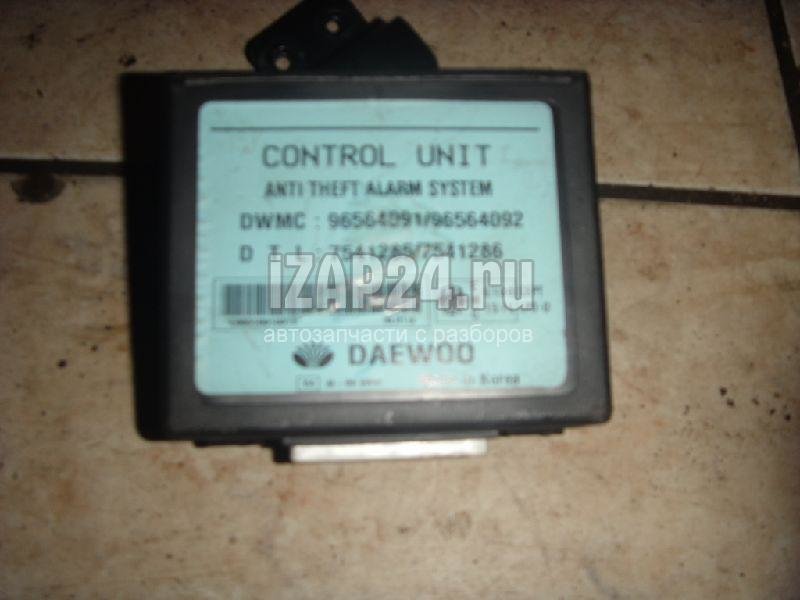 CONTROL UNIT
ANTI THEFT ALARM SYSTEM
DWMC : 96564091/96564092
D T I : 7541285/7541286
iZAP24.ru
автозапчасти с разборов
DAEWOO
Made in Korea